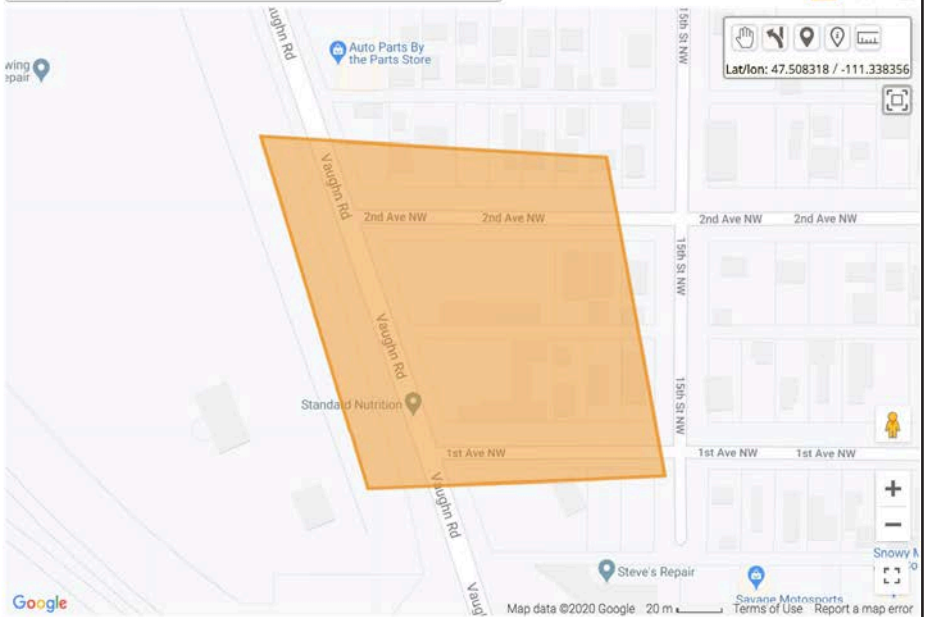 ughn Rd
15th St NW
Auto Parts By
the Parts Store
wing
epair
Lat/lon: 47.508318 / -111.338356
Vaughn Rd
2nd Ave NW
2nd Ave NW
2nd Ave NW
2nd Ave NW
15th St NW
Vaughn Rd
15th St NW
Standard Nutrition
1st Ave NW
1st Ave NW
1st Ave NW
Vaughn Rd
+
−
Snowy M
Steve's Repair
Savage Motosports
Vaug
Google
Map data ©2020 Google
20 m
Terms of Use
Report a map error